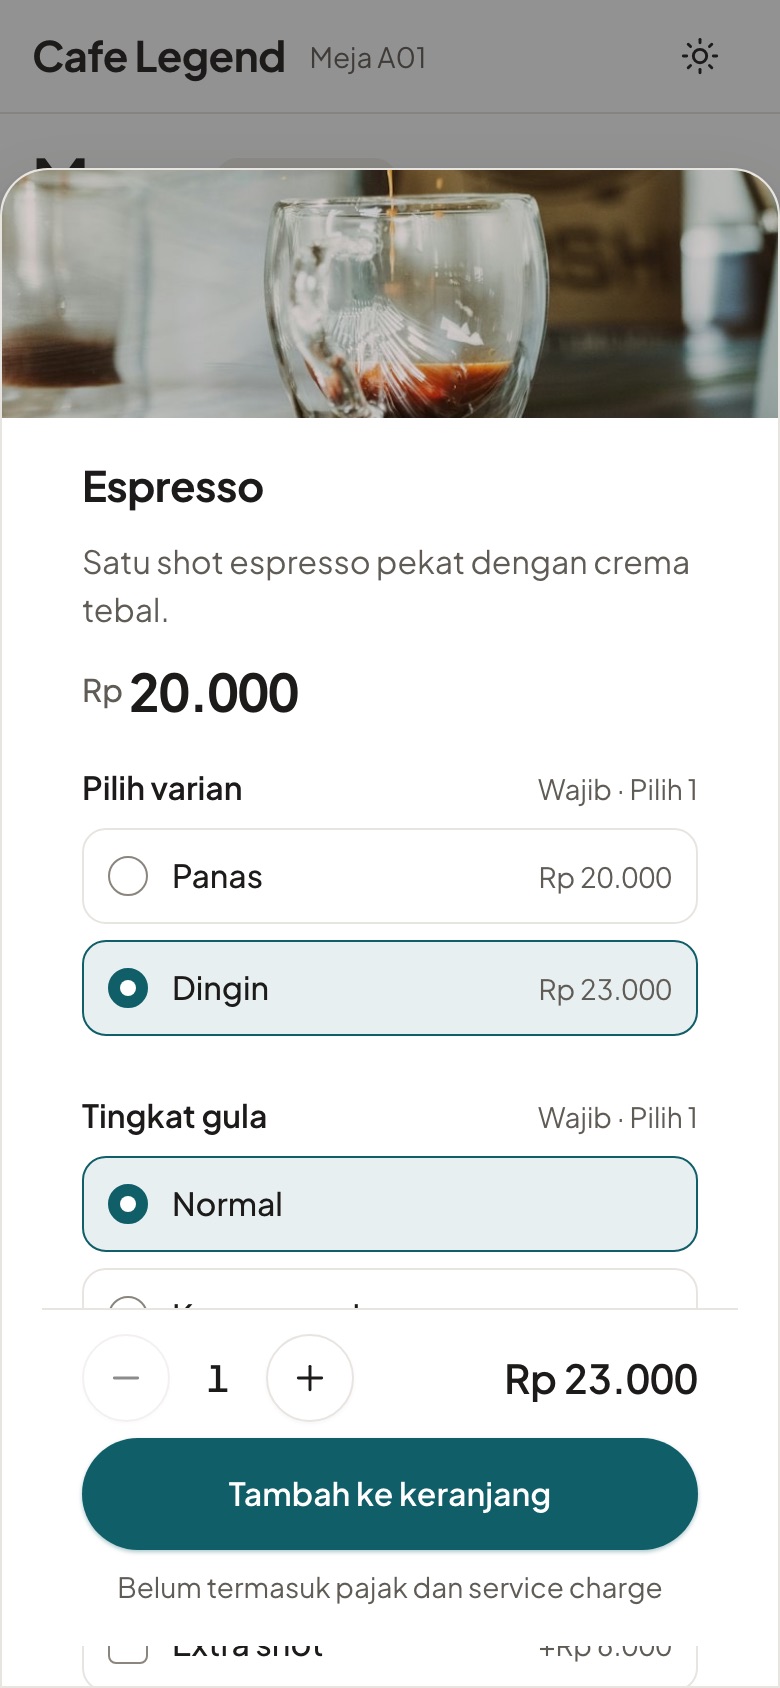 Cafe Legend Meja A01
Espresso
Satu shot espresso pekat dengan crema
tebal.
Rp 20.000
Pilih varian Wajib · Pilih 1
Panas Rp 20.000
Dingin Rp 23.000
Tingkat gula Wajib · Pilih 1
Normal
1 Rp 23.000
Tambah ke keranjang
Belum termasuk pajak dan service charge
Extra shot